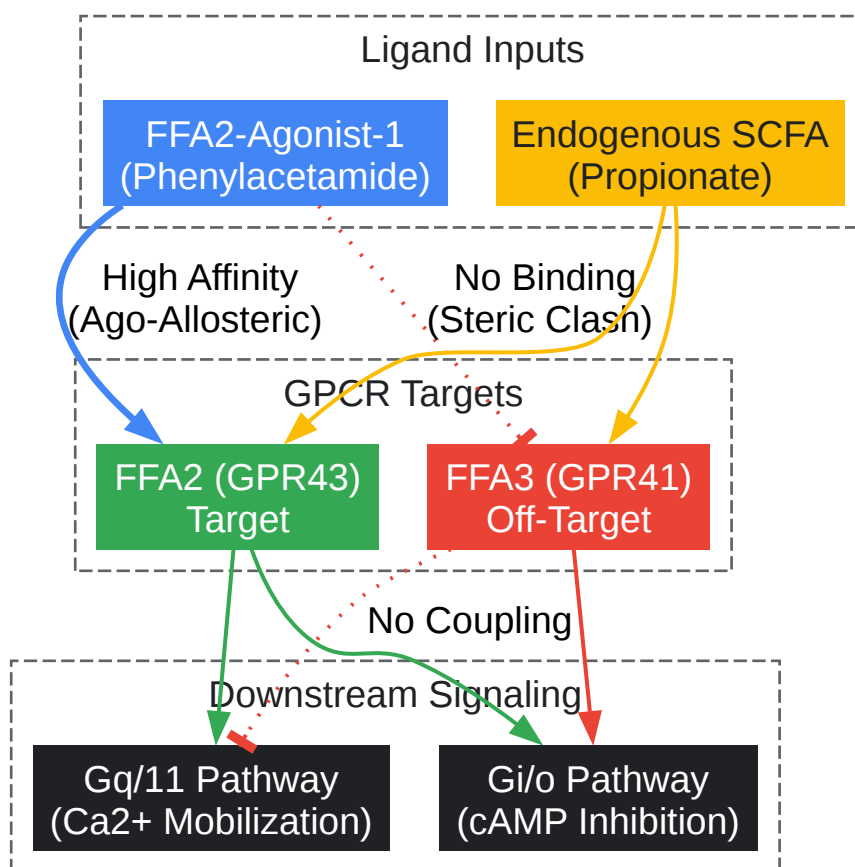 Ligand Inputs
FFA2-Agonist-1
(Phenylacetamide)
Endogenous SCFA
(Propionate)
High Affinity
(Ago-Allosteric)
No Binding
(Steric Clash)
GPCR Targets
FFA2 (GPR43)
Target
FFA3 (GPR41)
Off-Target
No Coupling
Downstream Signaling
Gq/11 Pathway
(Ca2+ Mobilization)
Gi/o Pathway
(cAMP Inhibition)